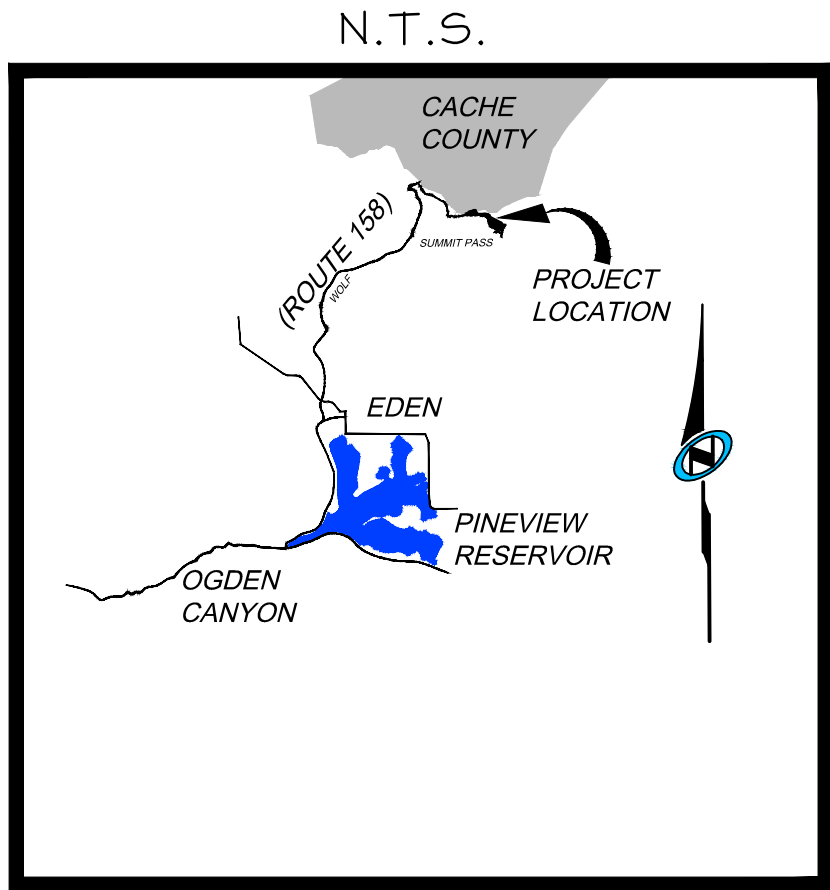 N.T.S.
CACHE
COUNTY
(ROUTE 158)
SUMMIT PASS
WOLF
PROJECT
LOCATION
EDEN
N
PINEVIEW
RESERVOIR
OGDEN
CANYON